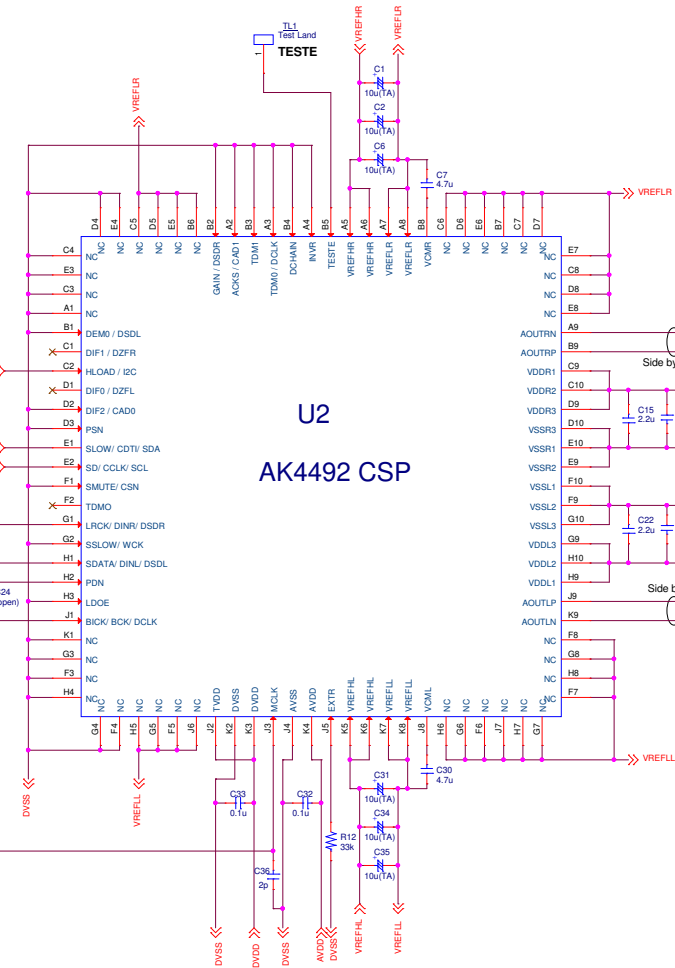 TL1
Test Land
1
TESTE
VREFHR
VREFLR
C1
10u(TA)
C2
10u(TA)
C6
10u(TA)
C7
4.7u
VREFLR
VREFLR
D4
E4
C5
D5
E5
B6
B2
A2
B3
A3
B4
A4
B5
A5
A6
A7
A8
B8
C6
D6
E6
B7
C7
D7
NC
NC
NC
NC
NC
NC
GAIN / DSDR
ACKS / CAD1
TDM1
TDM0 / DCLK
DCHAIN
INVR
TESTE
VREFHR
VREFHR
VREFLR
VREFLR
VCMR
NC
NC
NC
NC
NC
NC
C4 NC
E3 NC
C3 NC
A1 NC
B1 DEM0 / DSDL
C1 DIF1 / DZFR
C2 HLOAD / I2C
D1 DIF0 / DZFL
D2 DIF2 / CAD0
D3 PSN
E1 SLOW/ CDTI/ SDA
E2 SD/ CCLK/ SCL
F1 SMUTE/ CSN
F2 TDMO
G1 LRCK/ DINR/ DSDR
G2 SSLOW/ WCK
H1 SDATA/ DINL/ DSDL
H2 PDN
H3 LDOE
J1 BICK/ BCK/ DCLK
K1 NC
G3 NC
F3 NC
H4 NC
24
open)
U2
AK4492 CSP
NC E7
NC C8
NC D8
NC E8
AOUTRN A9
AOUTRP B9
VDDR1 C9
VDDR2 C10
VDDR3 D9
VSSR3 D10
VSSR1 E10
VSSR2 E9
VSSL1 F10
VSSL2 F9
VSSL3 G10
VDDL3 G9
VDDL2 H10
VDDL1 H9
AOUTLP J9
AOUTLN K9
NC F8
NC G8
NC H8
NC F7
Side by
C15
2.2u
C22
2.2u
Side b
NC
NC
NC
NC
NC
NC
TVDD
DVSS
DVDD
MCLK
AVSS
AVDD
EXTR
VREFHL
VREFHL
VREFLL
VREFLL
VCML
NC
NC
NC
NC
NC
NC
G4
F4
H5
G5
F5
J6
J2
K2
K3
J3
J4
K4
J5
K5
K6
K7
K8
J8
H6
G6
F6
J7
H7
G7
VREFLL
DVSS
VREFLL
C33
0.1u
C32
0.1u
R12
33k
C31
10u(TA)
C34
10u(TA)
C35
10u(TA)
C30
4.7u
C36
2p
DVSS
DVDD
DVSS
AVDD
DVSS
VREFHL
VREFLL